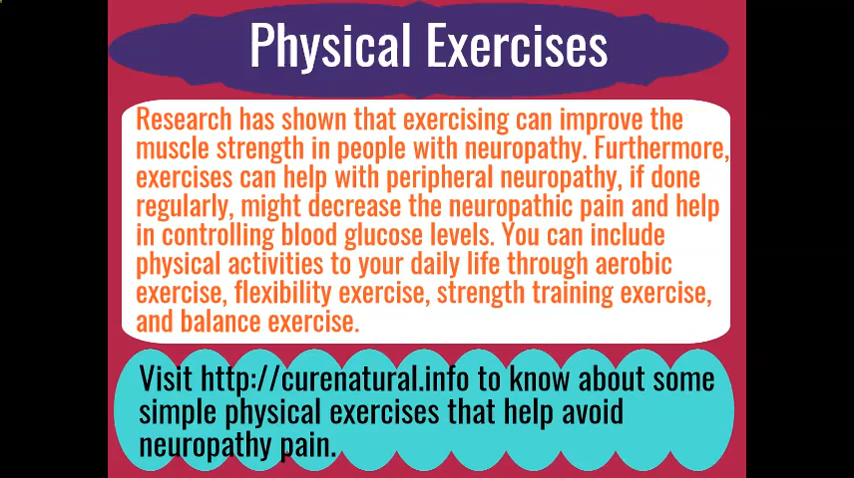 Physical Exercises
Research has shown that exercising can improve the
muscle strength in people with neuropathy. Furthermore,
exercises can help with peripheral neuropathy, if done
regularly, might decrease the neuropathic pain and help
in controlling blood glucose levels. You can include
physical activities to your daily life through aerobic
exercise, flexibility exercise, strength training exercise,
and balance exercise.
Visit http://curenatural.info to know about some
simple physical exercises that help avoid
neuropathy pain.